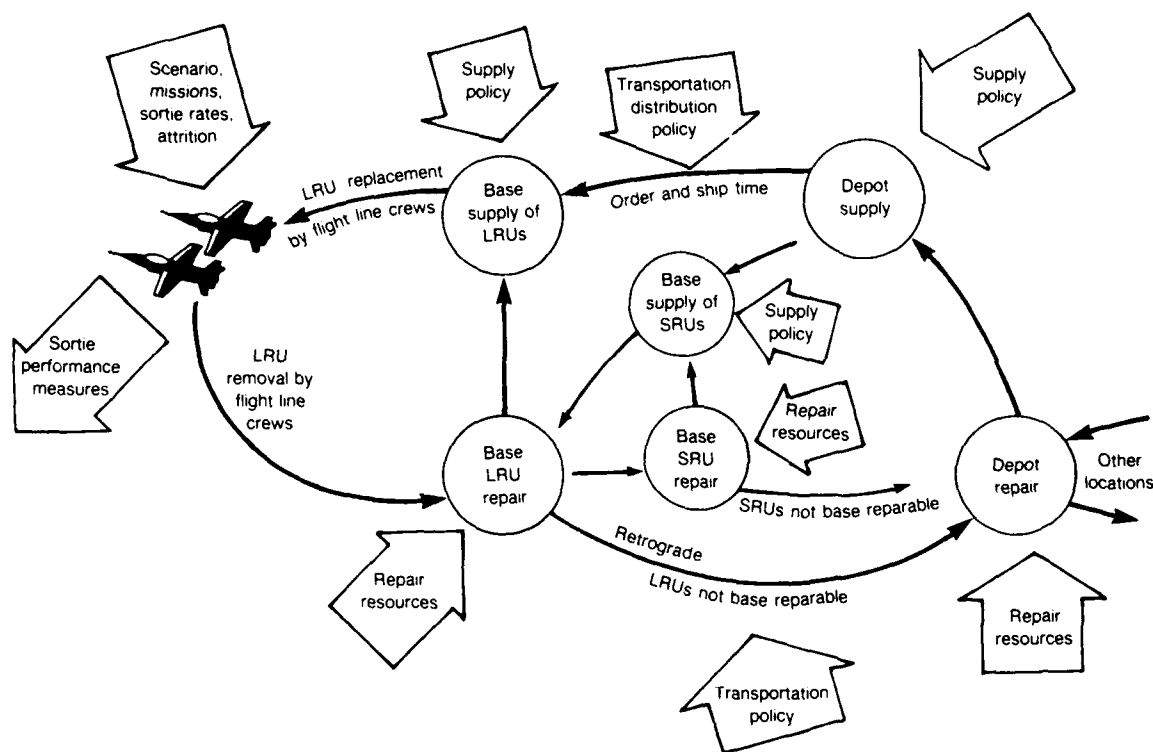 Scenario,
missions,
sortie rates,
attrition
Supply
policy
Transportation
distribution
policy
Supply
policy
LRU replacement
by flight line crews
Base
supply of
LRUs
Order and ship time
Depot
supply
Base
supply of
SRUs
Supply
policy
Sortie
performance
measures
LRU
removal by
flight line
crews
Repair
resources
Base
LRU
repair
Base
SRU
repair
SRUs not base reparable
Depot
repair
Other
locations
Retrograde
LRUs not base reparable
Repair
resources
Repair
resources
Transportation
policy